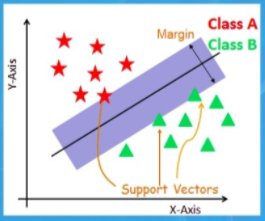 Class A
Margin
Class B
Y-Axis
Support Vectors
X-Axis